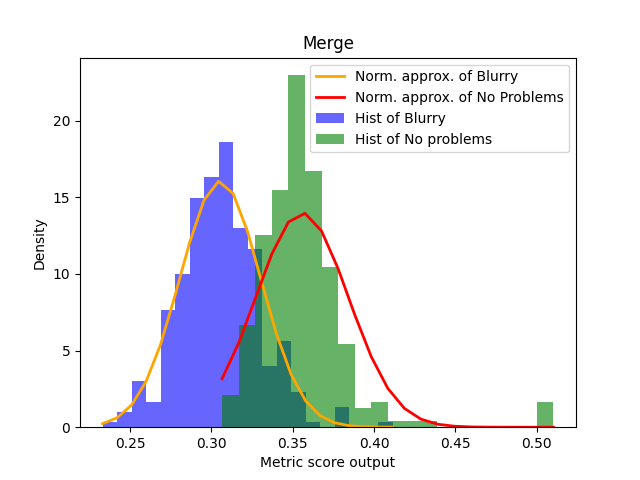 Merge
Norm. approx. of Blurry
Norm. approx. of No Problems
Hist of Blurry
Hist of No problems
Density
20
15
10
5
0
0.25 0.30 0.35 0.40 0.45 0.50
Metric score output